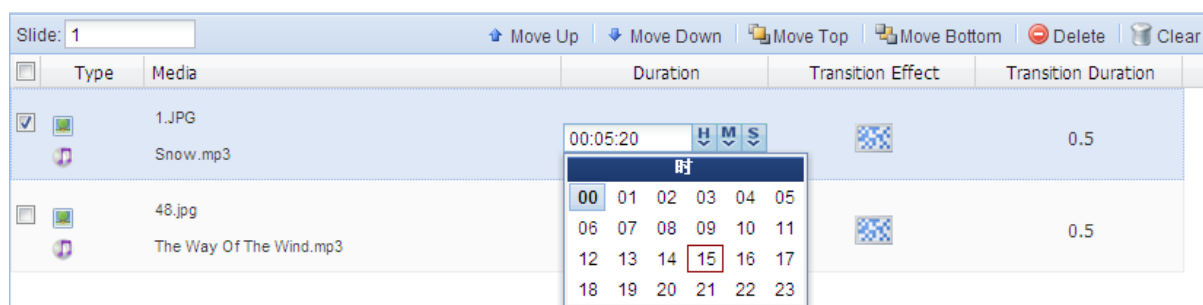 Slide: 1 Move Up Move Down Move Top Move Bottom Delete Clear
Type Media Duration Transition Effect Transition Duration
1.JPG
00:05:20 H M S 0.5
Snow.mp3
时
00 01 02 03 04 05
48.jpg
06 07 08 09 10 11
0.5
The Way Of The Wind.mp3
12 13 14 15 16 17
18 19 20 21 22 23